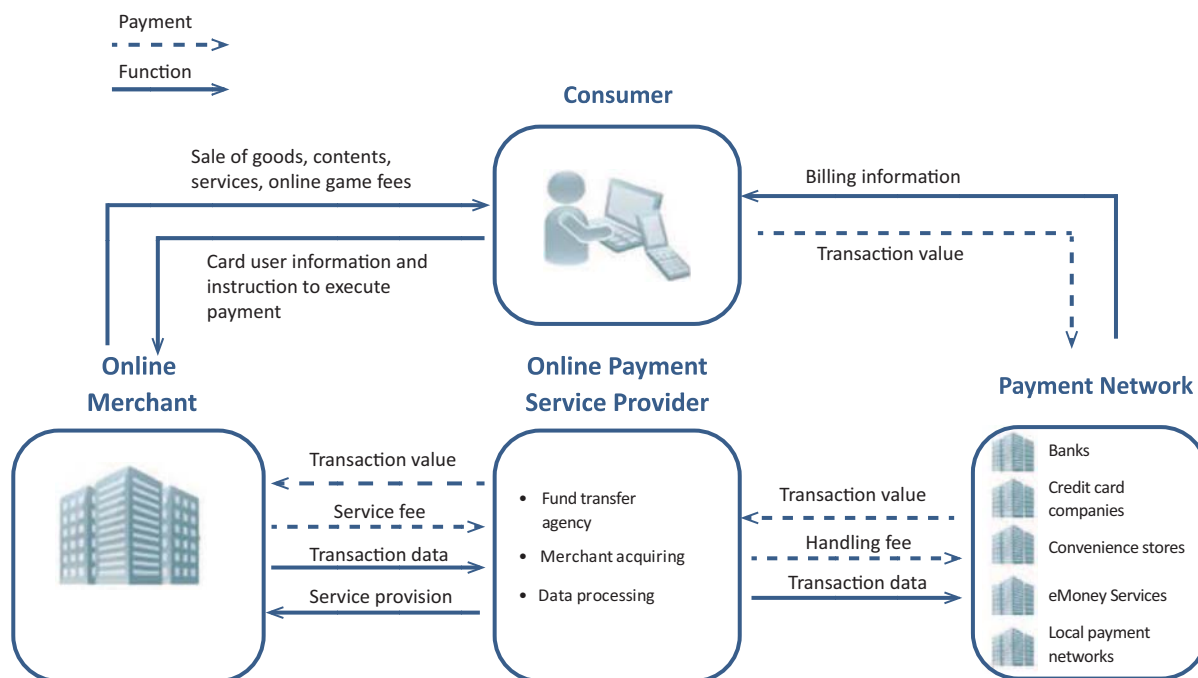 Payment
Function
Consumer
Sale of goods, contents,
services, online game fees
Billing information
Card user information and
instruction to execute
payment
Transaction value
Online
Merchant
Online Payment
Service Provider
Payment Network
Transaction value
Service fee
Transaction data
Service provision
• Fund transfer
agency
• Merchant acquiring
• Data processing
Transaction value
Handling fee
Transaction data
Banks
Credit card
companies
Convenience stores
eMoney Services
Local payment
networks